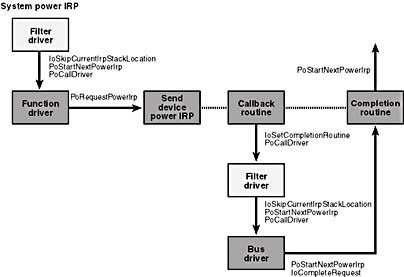 System power IRP
Filter
driver
IoSkipCurrentIrpStackLocation
PoStartNextPowerIrp
PoCallDriver
PoStartNextPowerIrp
Function
driver
PoRequestPowerIrp
Send
device
power IRP
Callback
routine
Completion
routine
IoSetCompletionRoutine
PoCallDriver
Filter
driver
IoSkipCurrentIrpStackLocation
PoStartNextPowerIrp
PoCallDriver
Bus
driver
PoStartNextPowerIrp
IoCompleteRequest